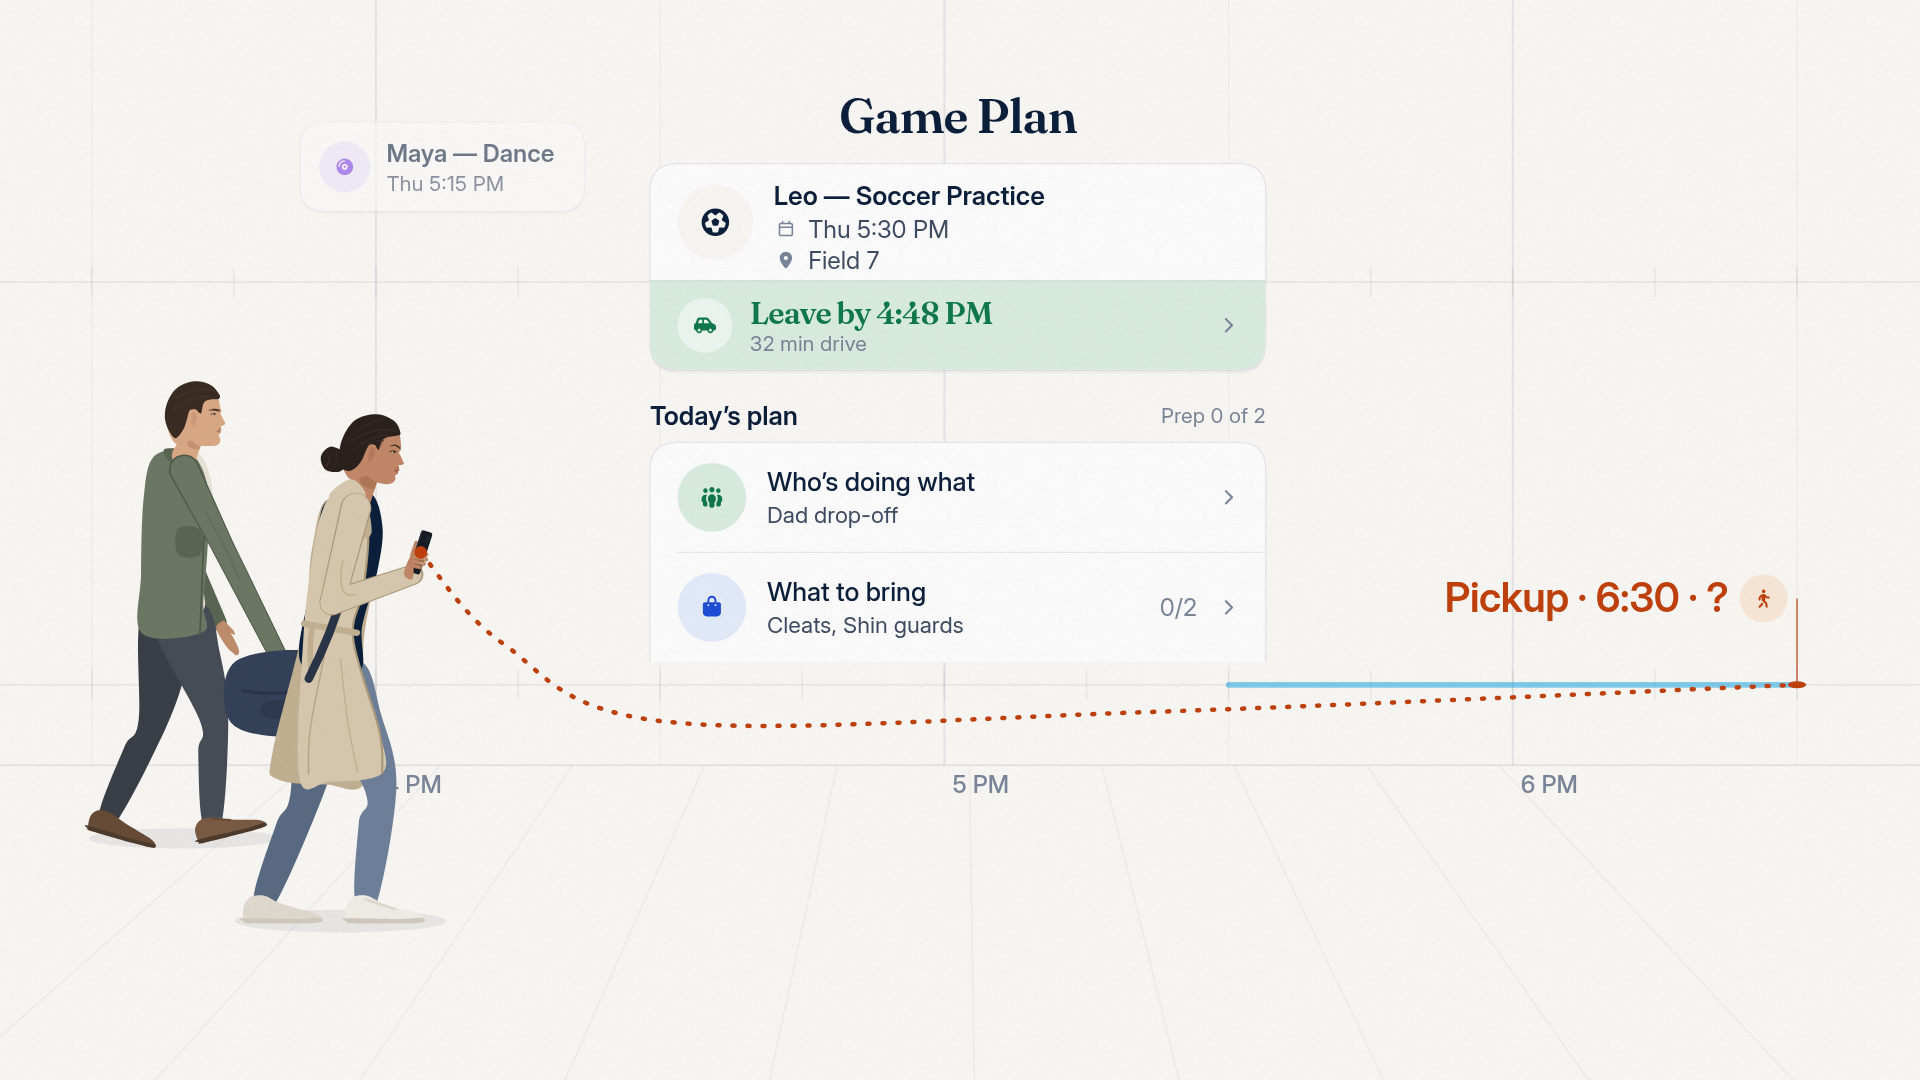 Game Plan
Maya — Dance
Thu 5:15 PM
Leo — Soccer Practice
Thu 5:30 PM
Field 7
Leave by 4:48 PM
32 min drive
Today’s plan
Prep 0 of 2
Who’s doing what
Dad drop-off
What to bring
Cleats, Shin guards
0/2
Pickup · 6:30 · ?
PM
5 PM
6 PM